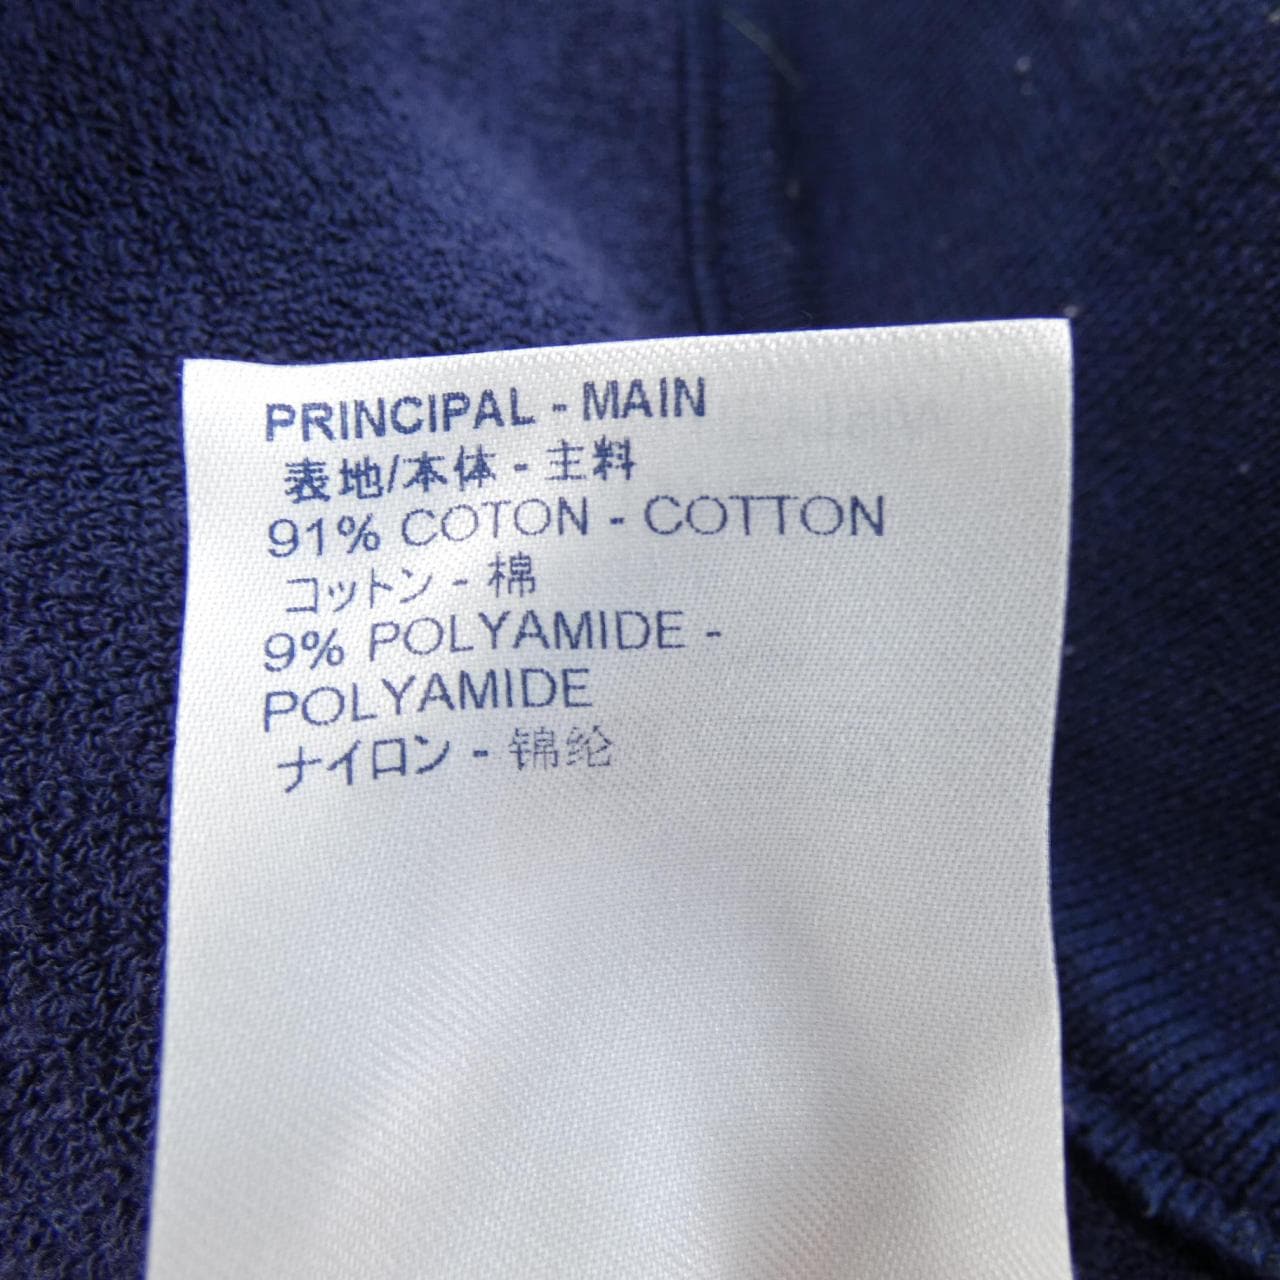 PRINCIPAL - MAIN
表地/本体 - 主料
91% COTON - COTTON
コットン - 棉
9% POLYAMIDE -
POLYAMIDE
ナイロン - 锦纶